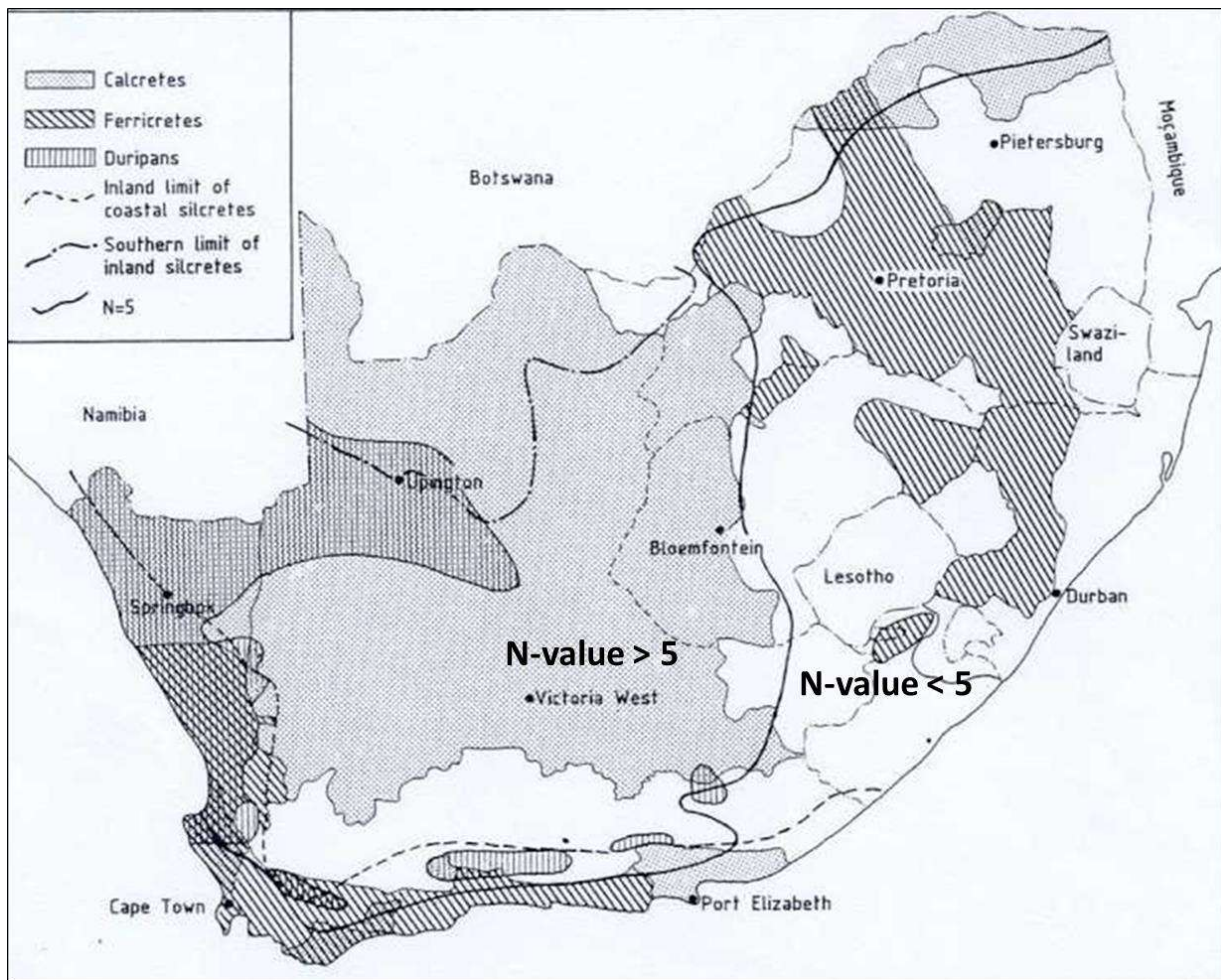 Calcretes
Ferricretes
Duripans
Inland limit of
coastal silcretes
Southern limit of
inland silcretes
N=5
Moçambique
Pietersburg
Botswana
Pretoria
Swazi-
land
Namibia
Upington
Bloemfontein
Lesotho
Springbok
Durban
N-value > 5
N-value < 5
Victoria West
Cape Town
Port Elizabeth